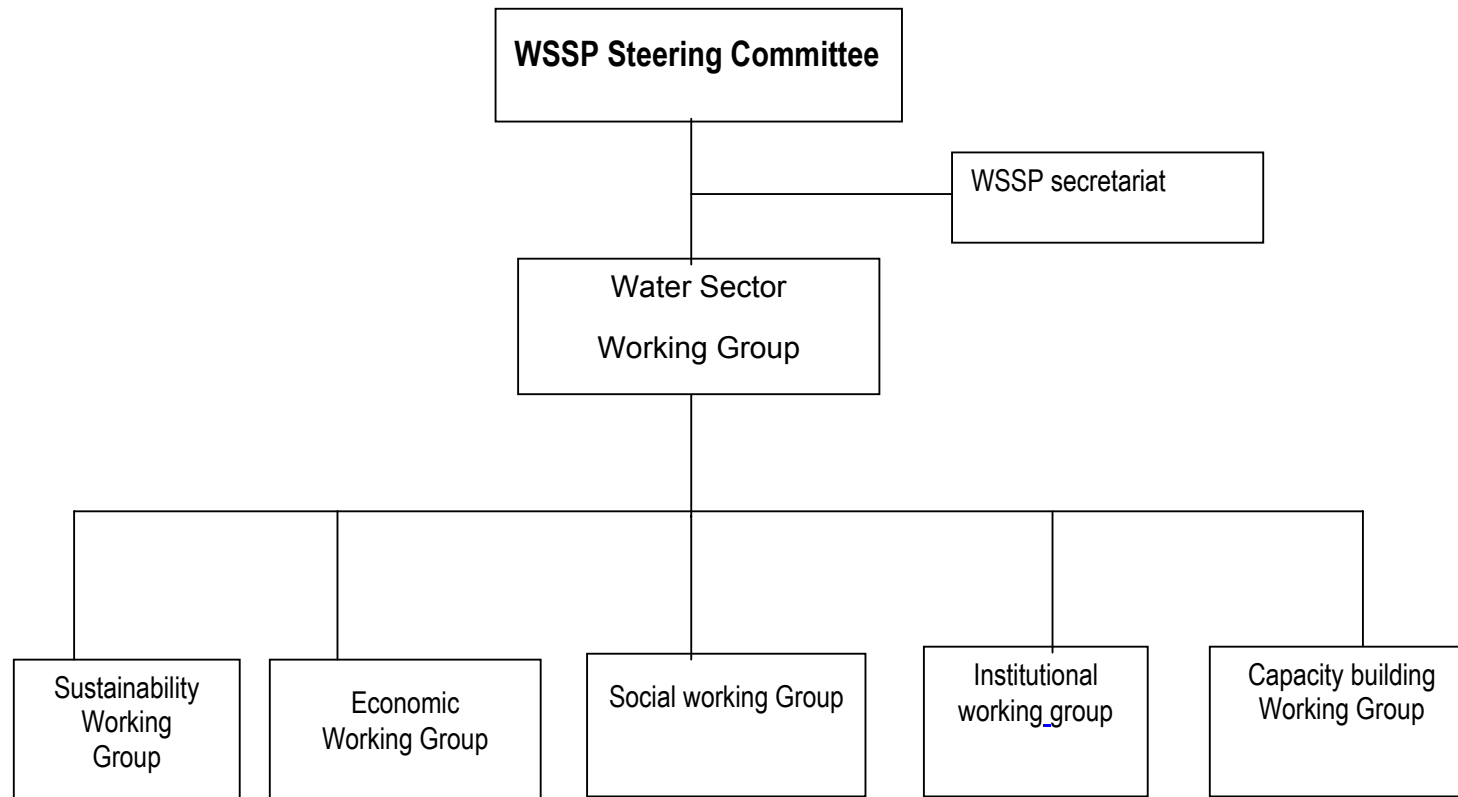 WSSP Steering Committee
WSSP secretariat
Water Sector
Working Group
Sustainability
Working
Group
Economic
Working Group
Social working Group
Institutional
working group
Capacity building
Working Group